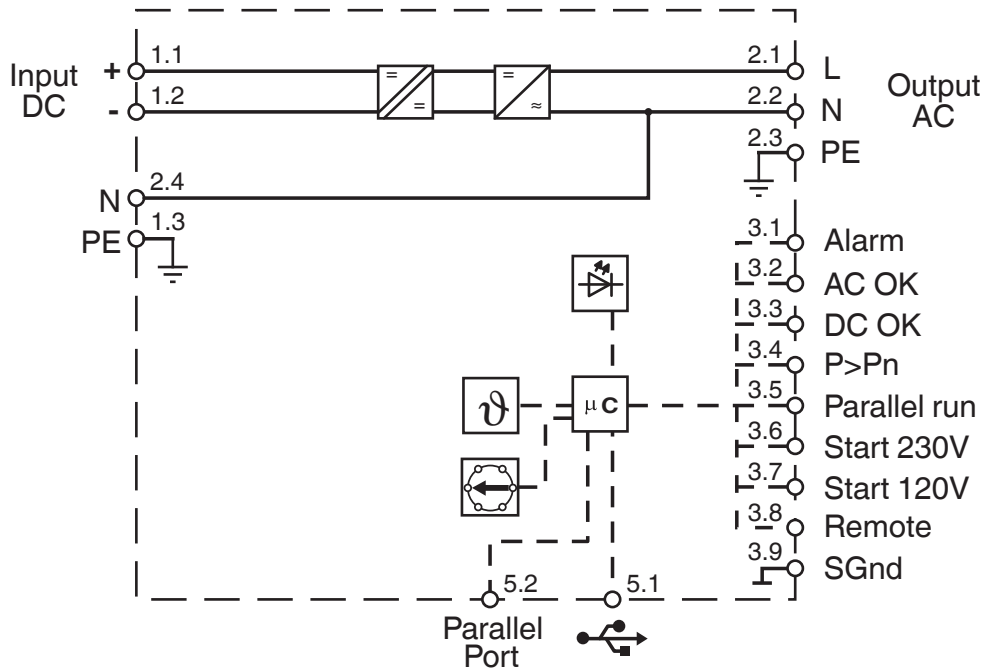 Input
DC
+ 1.1
- 1.2
N 2.4
PE 1.3
=
=
=
≈
2.1 L
2.2 N
2.3 PE
Output
AC
3.1 Alarm
3.2 AC OK
3.3 DC OK
3.4 P>Pn
3.5 Parallel run
3.6 Start 230V
3.7 Start 120V
3.8 Remote
3.9 SGnd
ϑ
μC
5.2
5.1
Parallel
Port